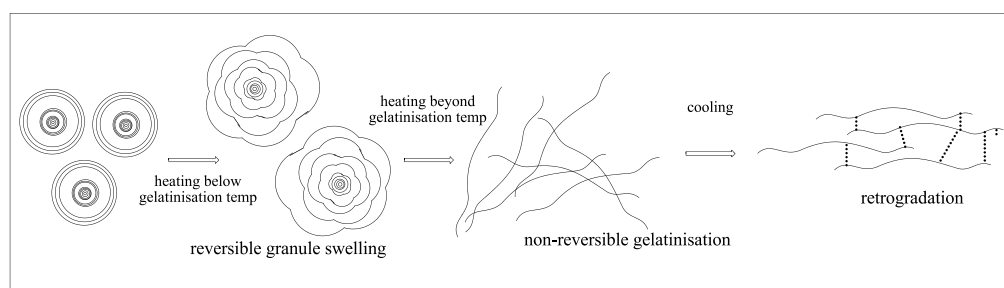 heating below
gelatinisation temp
reversible granule swelling
heating beyond
gelatinisation temp
non-reversible gelatinisation
cooling
retrogradation